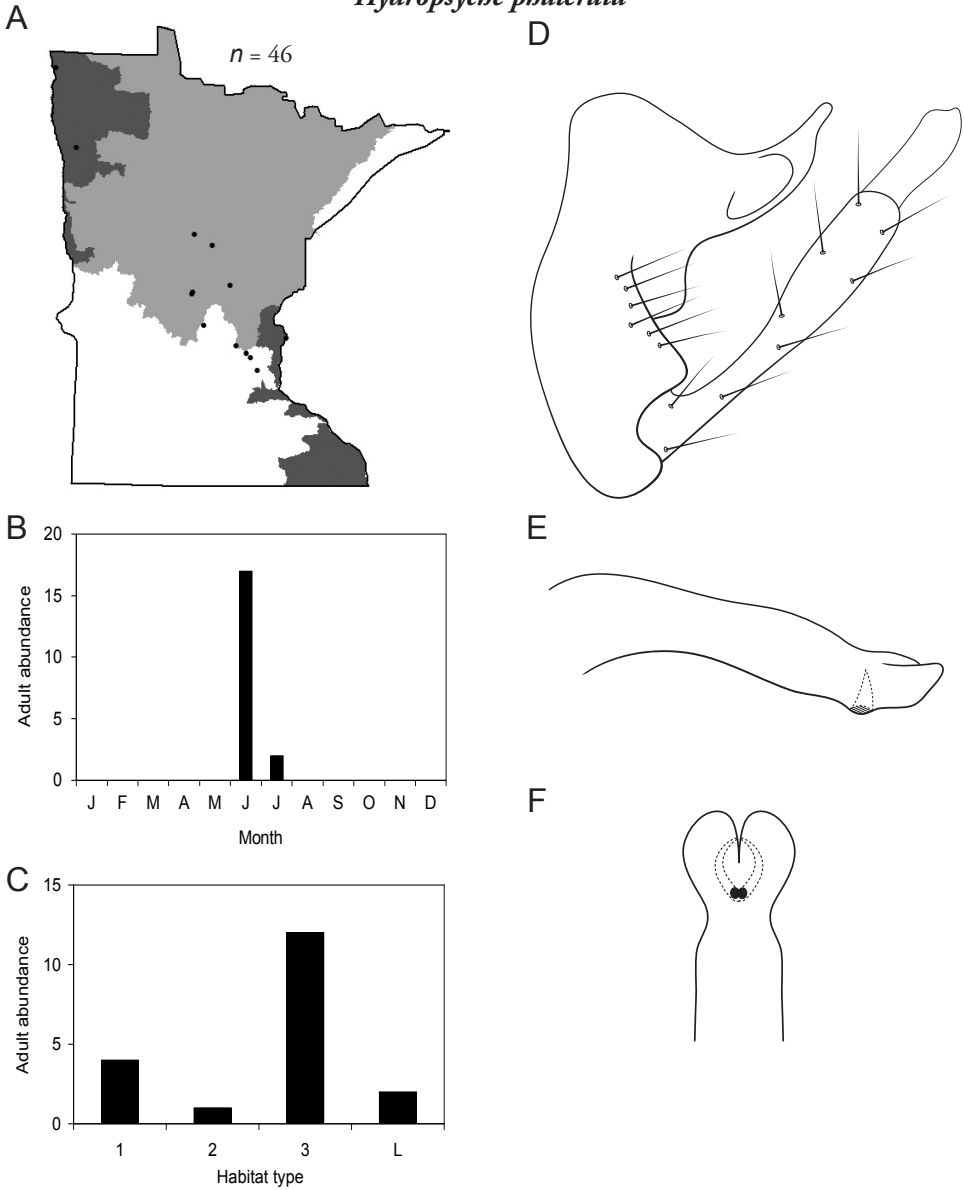 Hydropsyche phalerata
A
n = 46
D
B
20
15
10
5
0
Adult abundance
J F M A M J J A S O N D
Month
E
C
15
10
5
0
Adult abundance
1 2 3 L
Habitat type
F